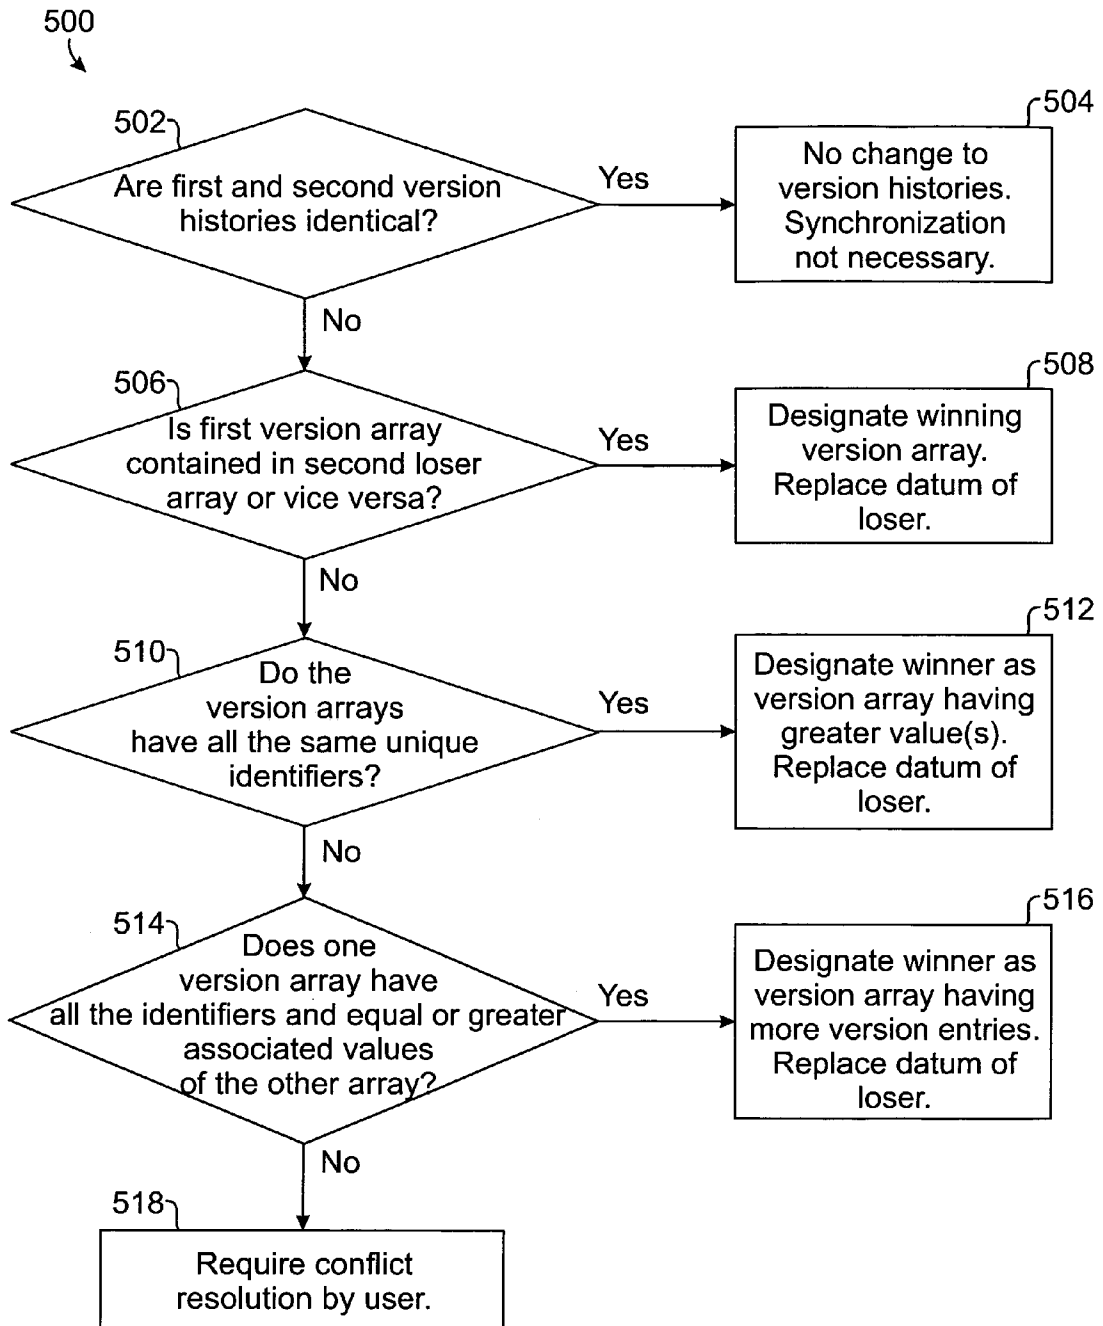 500
502
Are first and second version
histories identical?
Yes
504
No change to
version histories.
Synchronization
not necessary.
No
506
Is first version array
contained in second loser
array or vice versa?
Yes
508
Designate winning
version array.
Replace datum of
loser.
No
510
Do the
version arrays
have all the same unique
identifiers?
Yes
512
Designate winner as
version array having
greater value(s).
Replace datum of
loser.
No
514
Does one
version array have
all the identifiers and equal or greater
associated values
of the other array?
Yes
516
Designate winner as
version array having
more version entries.
Replace datum of
loser.
No
518
Require conflict
resolution by user.